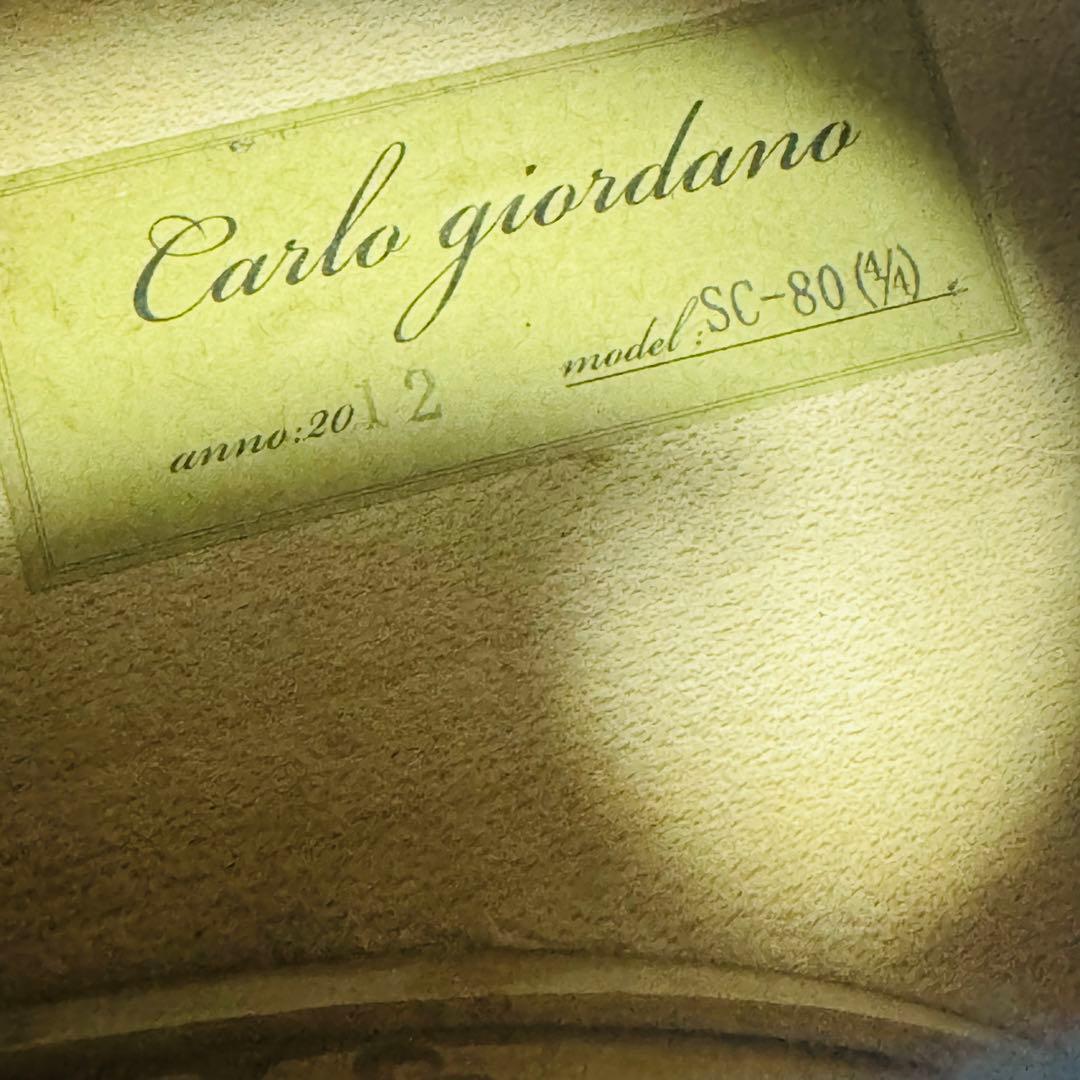 Carlo giordano
anno:2012 model:SC-80(4/4)